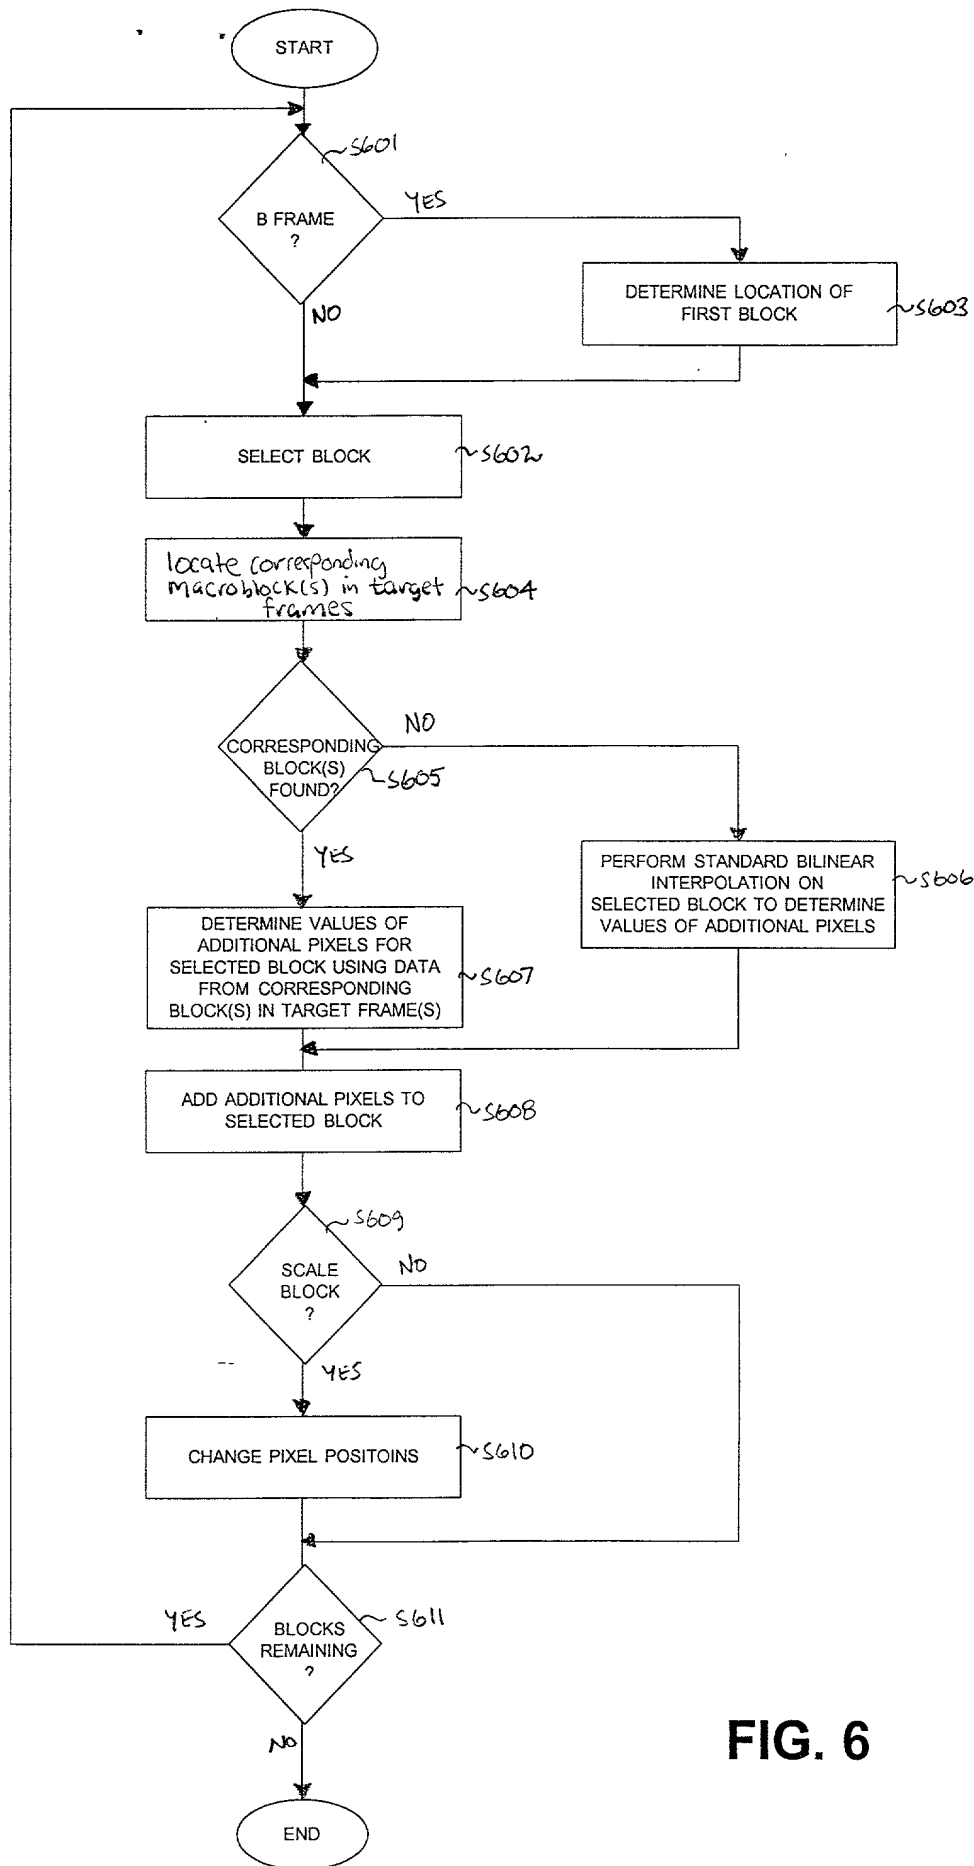 START
S601
B FRAME
?
YES
NO
DETERMINE LOCATION OF
FIRST BLOCK
S603
SELECT BLOCK
S602
locate corresponding
macroblock(s) in target
frames
S604
CORRESPONDING
BLOCK(S)
FOUND?
S605
NO
YES
PERFORM STANDARD BILINEAR
INTERPOLATION ON
SELECTED BLOCK TO DETERMINE
VALUES OF ADDITIONAL PIXELS
S606
DETERMINE VALUES OF
ADDITIONAL PIXELS FOR
SELECTED BLOCK USING DATA
FROM CORRESPONDING
BLOCK(S) IN TARGET FRAME(S)
S607
ADD ADDITIONAL PIXELS TO
SELECTED BLOCK
S608
S609
SCALE
BLOCK
?
NO
YES
CHANGE PIXEL POSITOINS
S610
BLOCKS
REMAINING
?
S611
YES
NO
END
FIG. 6